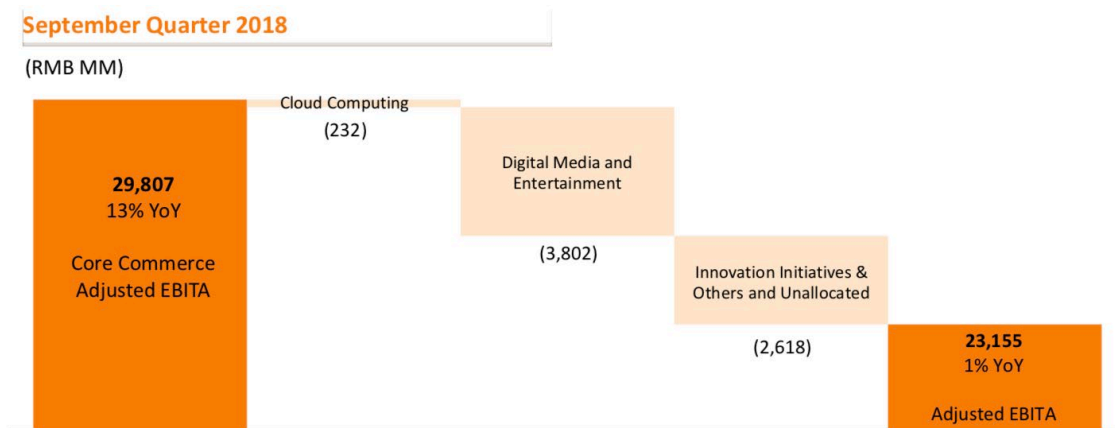 September Quarter 2018
(RMB MM)
29,807
13% YoY
Core Commerce
Adjusted EBITA
Cloud Computing
(232)
Digital Media and
Entertainment
(3,802)
Innovation Initiatives &
Others and Unallocated
(2,618)
23,155
1% YoY
Adjusted EBITA